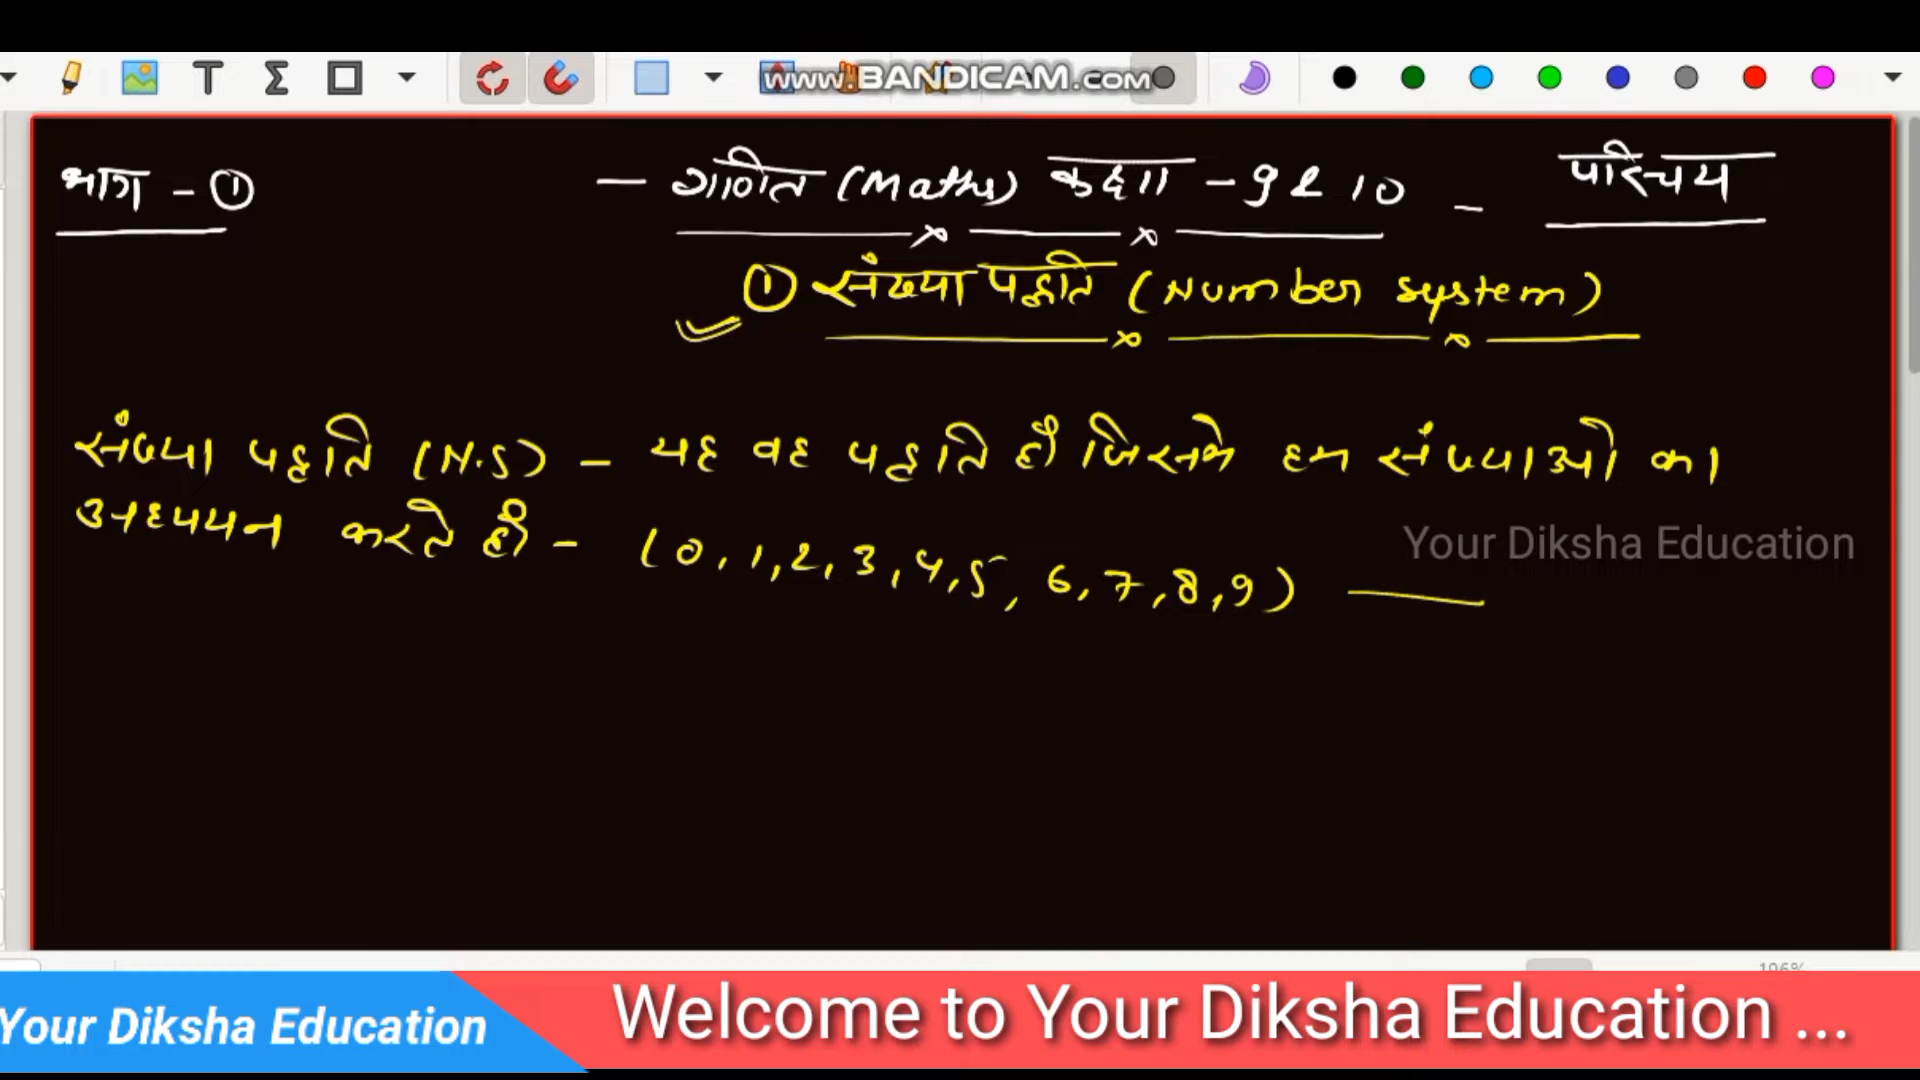 www.BANDICAM.com
भाग - ①
- गणित (Maths) कक्षा - 9 & 10 - परिचय
① संख्या पद्धति (Number system)
संख्या पद्धति (N.S) - यह वह पद्धति है जिसमे हम संख्याओ का
अध्ययन करते है - (0, 1, 2, 3, 4, 5, 6, 7, 8, 9)
Your Diksha Education
196%
Your Diksha Education
Welcome to Your Diksha Education ...